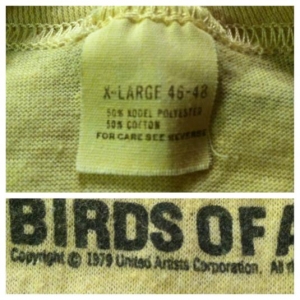 X-LARGE 46-48
50% KODEL POLYESTER
50% COTTON
FOR CARE SEE REVERSE
BIRDS OF A
Copyright © 1979 United Artists Corporation. All ri